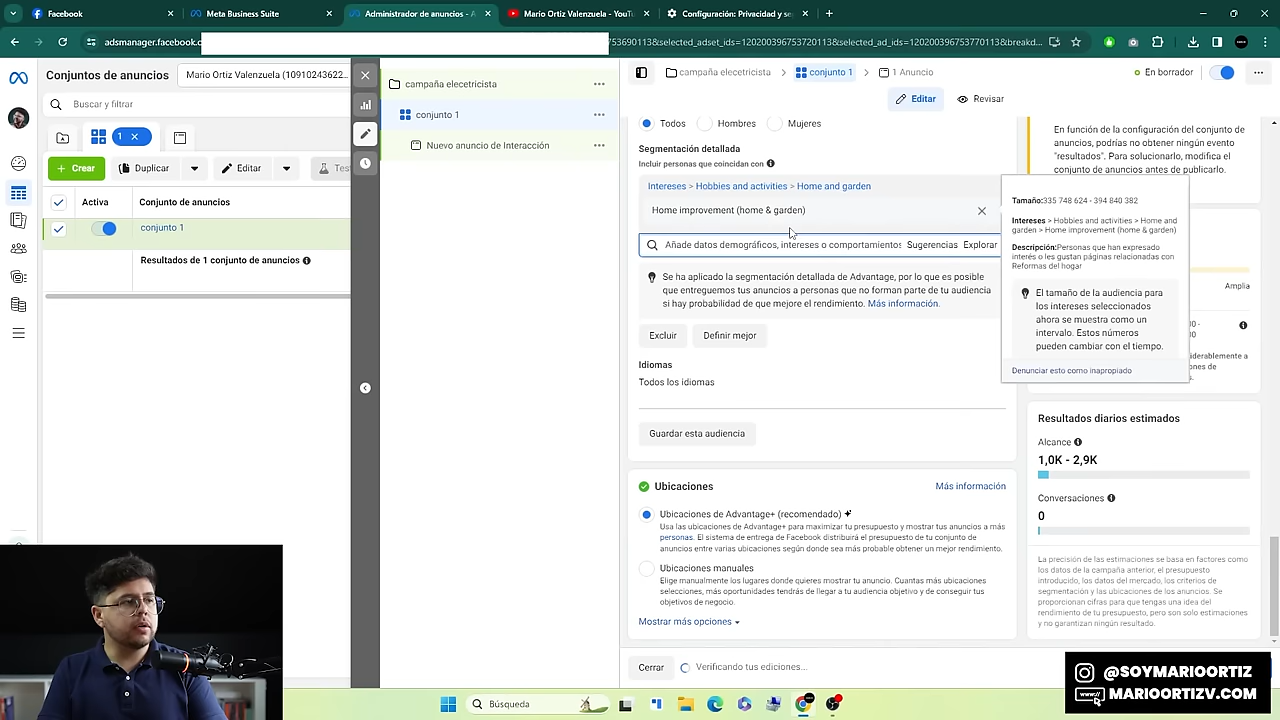 Facebook
Meta Business Suite
Administrador de anuncios - A
Mario Ortiz Valenzuela - YouTu
Configuración: Privacidad y se
adsmanager.facebook.c
753690113&selected_adset_ids=120200396753720113&selected_ad_ids=120200396753770113&breakd...
Conjuntos de anuncios
Mario Ortiz Valenzuela (10910243622...
Buscar y filtrar
1
Crear
Duplicar
Editar
Activa
Conjunto de anuncios
conjunto 1
Resultados de 1 conjunto de anuncios
campaña elecetricista
conjunto 1
Nuevo anuncio de Interacción
campaña elecetricista
conjunto 1
1 Anuncio
En borrador
Editar
Revisar
Todos
Hombres
Mujeres
Segmentación detallada
Incluir personas que coincidan con
Intereses > Hobbies and activities > Home and garden
Home improvement (home & garden)
Añade datos demográficos, intereses o comportamientos
Sugerencias
Explorar
Se ha aplicado la segmentación detallada de Advantage, por lo que es posible
que entreguemos tus anuncios a personas que no forman parte de tu audiencia
si hay probabilidad de que mejore el rendimiento. Más información.
Excluir
Definir mejor
Idiomas
Todos los idiomas
Guardar esta audiencia
Ubicaciones
Más información
Ubicaciones de Advantage+ (recomendado)
Usa las ubicaciones de Advantage+ para maximizar tu presupuesto y mostrar tus anuncios a más
personas. El sistema de entrega de Facebook distribuirá el presupuesto de tu conjunto de
anuncios entre varias ubicaciones según donde sea más probable obtener un mejor rendimiento.
Ubicaciones manuales
Elige manualmente los lugares donde quieres mostrar tu anuncio. Cuantas más ubicaciones
selecciones, más oportunidades tendrás de llegar a tu audiencia objetivo y de conseguir tus
objetivos de negocio.
Mostrar más opciones
Cerrar
Verificando tus ediciones...
En función de la configuración del conjunto de
anuncios, podrías no obtener ningún evento
"resultados". Para solucionarlo, modifica el
conjunto de anuncios antes de publicarlo.
Tamaño:335 748 624 - 394 840 382
Intereses > Hobbies and activities > Home and
garden > Home improvement (home & garden)
Descripción:Personas que han expresado
interés o les gustan páginas relacionadas con
Reformas del hogar
El tamaño de la audiencia para
los intereses seleccionados
ahora se muestra como un
intervalo. Estos números
pueden cambiar con el tiempo.
Denunciar esto como inapropiado
Amplia
Resultados diarios estimados
Alcance
1,0K - 2,9K
Conversaciones
0
La precisión de las estimaciones se basa en factores como
los datos de la campaña anterior, el presupuesto
introducido, los datos del mercado, los criterios de
segmentación y las ubicaciones de los anuncios. Se
proporcionan cifras para que tengas una idea del
rendimiento de tu presupuesto, pero son solo estimaciones
y no garantizan ningún resultado.
Búsqueda
@SOYMARIOORTIZ
WWW
MARIOORTIZV.COM